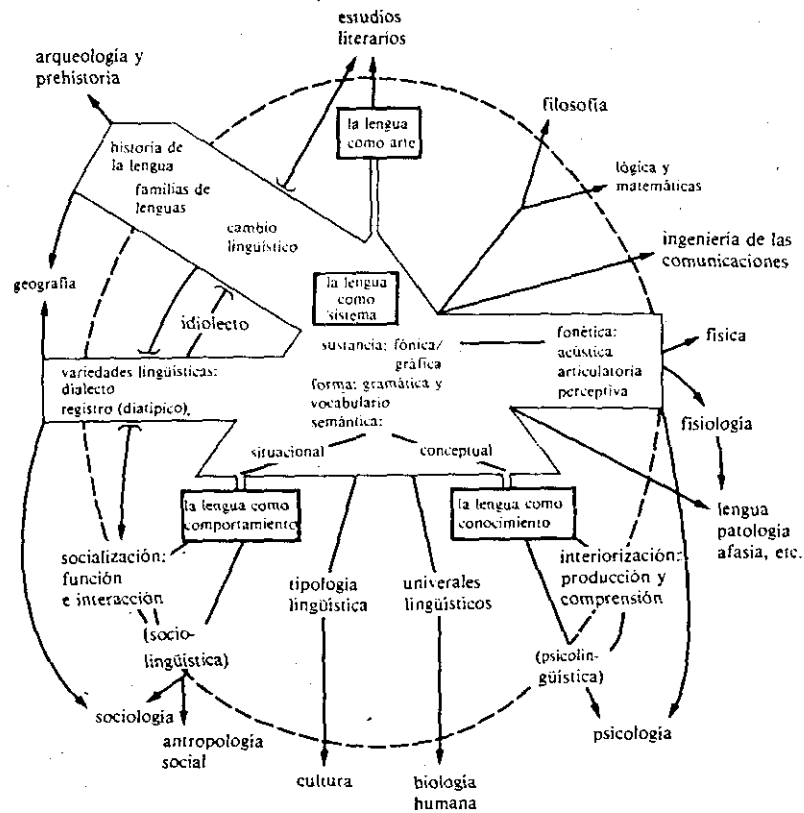 estudios
literarios
arqueología y
prehistoria
la lengua
como arte
filosofía
historia de
la lengua
familias de
lenguas
cambio
lingüístico
lógica y
matemáticas
ingeniería de las
comunicaciones
geografía
idiolecto
la lengua
como
sistema
sustancia: fónica/
gráfica
forma: gramática y
vocabulario
semántica:
situacional
conceptual
fonética:
acústica
articulatoria
perceptiva
física
fisiología
variedades lingüísticas:
dialecto
registro (diatípico)
la lengua como
comportamiento
la lengua como
conocimiento
lengua
patología
afasia, etc.
socialización:
función
e interacción
tipología
lingüística
univerales
lingüísticos
interiorización:
producción y
comprensión
(socio-
lingüística)
(psicolin-
güística)
sociología
antropología
social
psicología
cultura
biología
humana